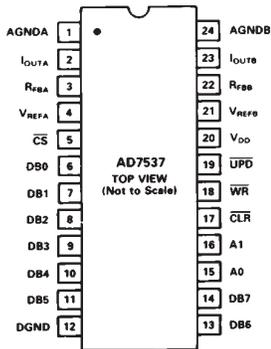 AGNDA 1 24 AGNDB
IOUTA 2 23 IOUTB
RFBA 3 22 RFBB
VREFA 4 21 VREFB
CS 5 20 VDD
DB0 6 19 UPD
DB1 7 18 WR
DB2 8 17 CLR
DB3 9 16 A1
DB4 10 15 A0
DB5 11 14 DB7
DGND 12 13 DB6
AD7537
TOP VIEW
(Not to Scale)